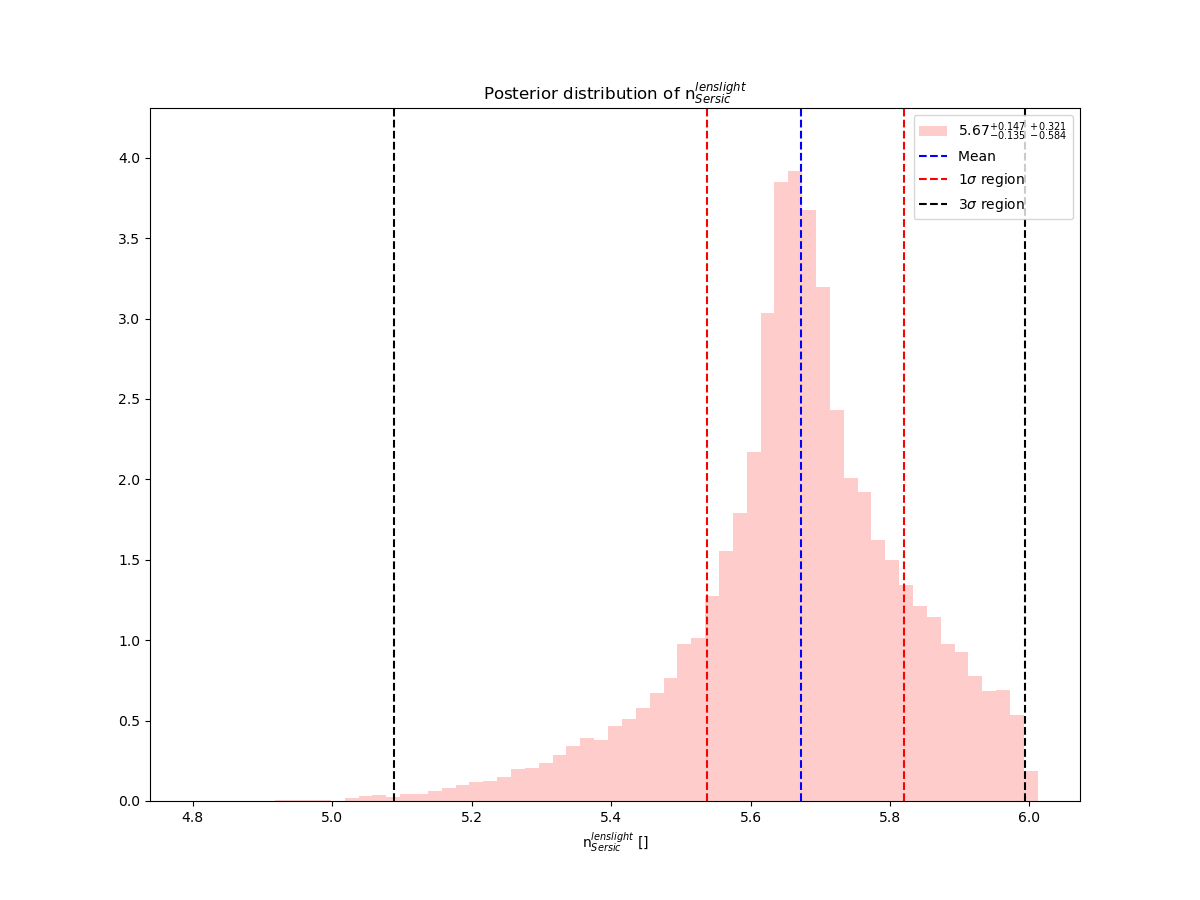 Posterior distribution of n$^{lenslight}_{Sersic}$
5.67$^{+0.147}_{−0.135}$ $^{+0.321}_{−0.584}$
Mean
1σ region
3σ region
4.0
3.5
3.0
2.5
2.0
1.5
1.0
0.5
0.0
4.8 5.0 5.2 5.4 5.6 5.8 6.0
n$^{lenslight}_{Sersic}$ []